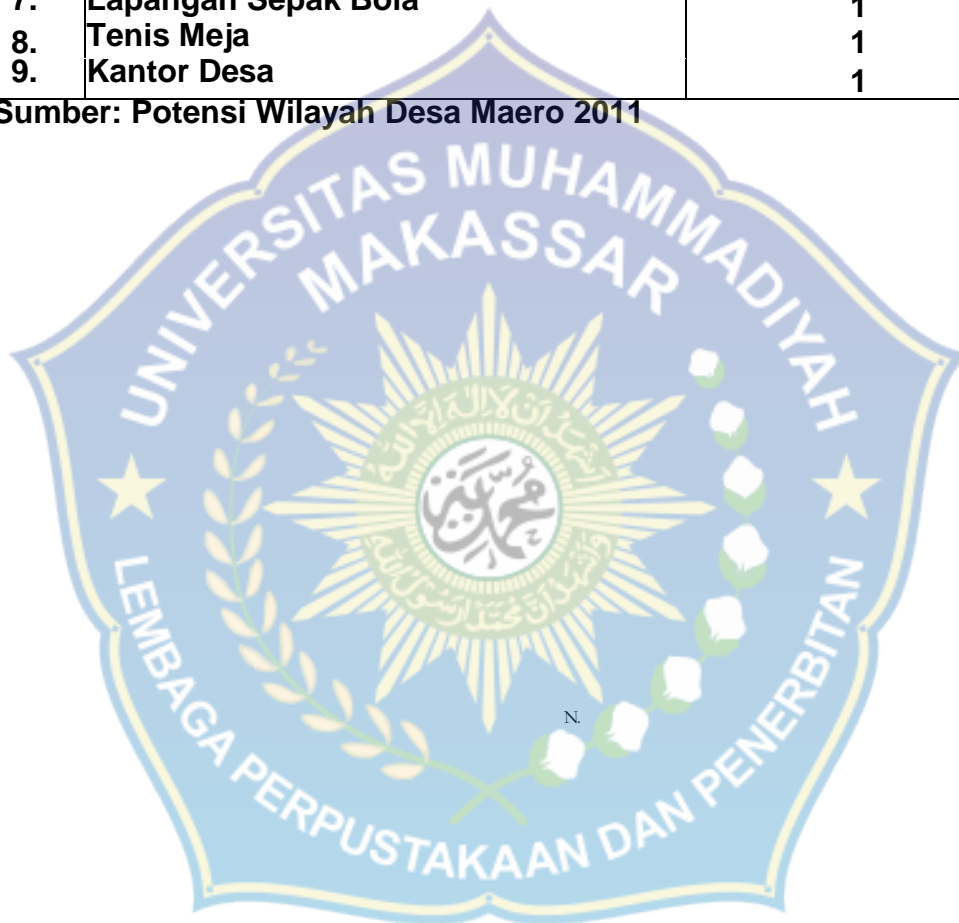 7. Lapangan Sepak Bola 1
8. Tenis Meja 1
9. Kantor Desa 1
Sumber: Potensi Wilayah Desa Maero 2011
UNIVERSITAS MUHAMMADIYAH
MAKASSAR
N.
LEMBAGA PERPUSTAKAAN DAN PENERBITAN